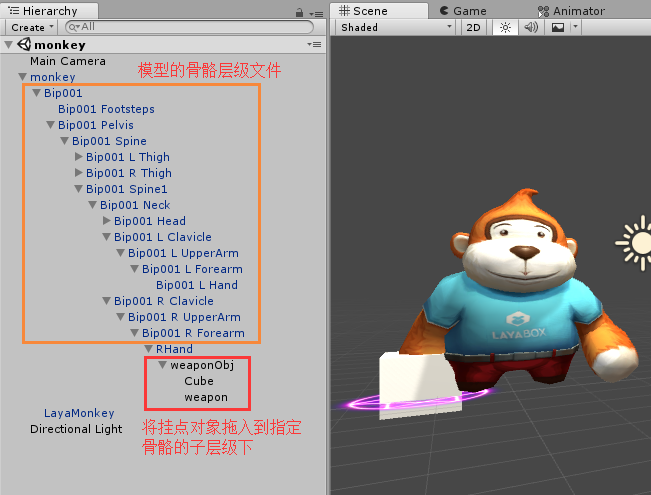 Hierarchy
Create
All
monkey
Main Camera
monkey
模型的骨骼层级文件
Bip001
Bip001 Footsteps
Bip001 Pelvis
Bip001 Spine
Bip001 L Thigh
Bip001 R Thigh
Bip001 Spine1
Bip001 Neck
Bip001 Head
Bip001 L Clavicle
Bip001 L UpperArm
Bip001 L Forearm
Bip001 L Hand
Bip001 R Clavicle
Bip001 R UpperArm
Bip001 R Forearm
RHand
weaponObj
Cube
weapon
LayaMonkey
Directional Light
将挂点对象拖入到指定
骨骼的子层级下
Scene
Game
Animator
Shaded
2D
LAYABOX